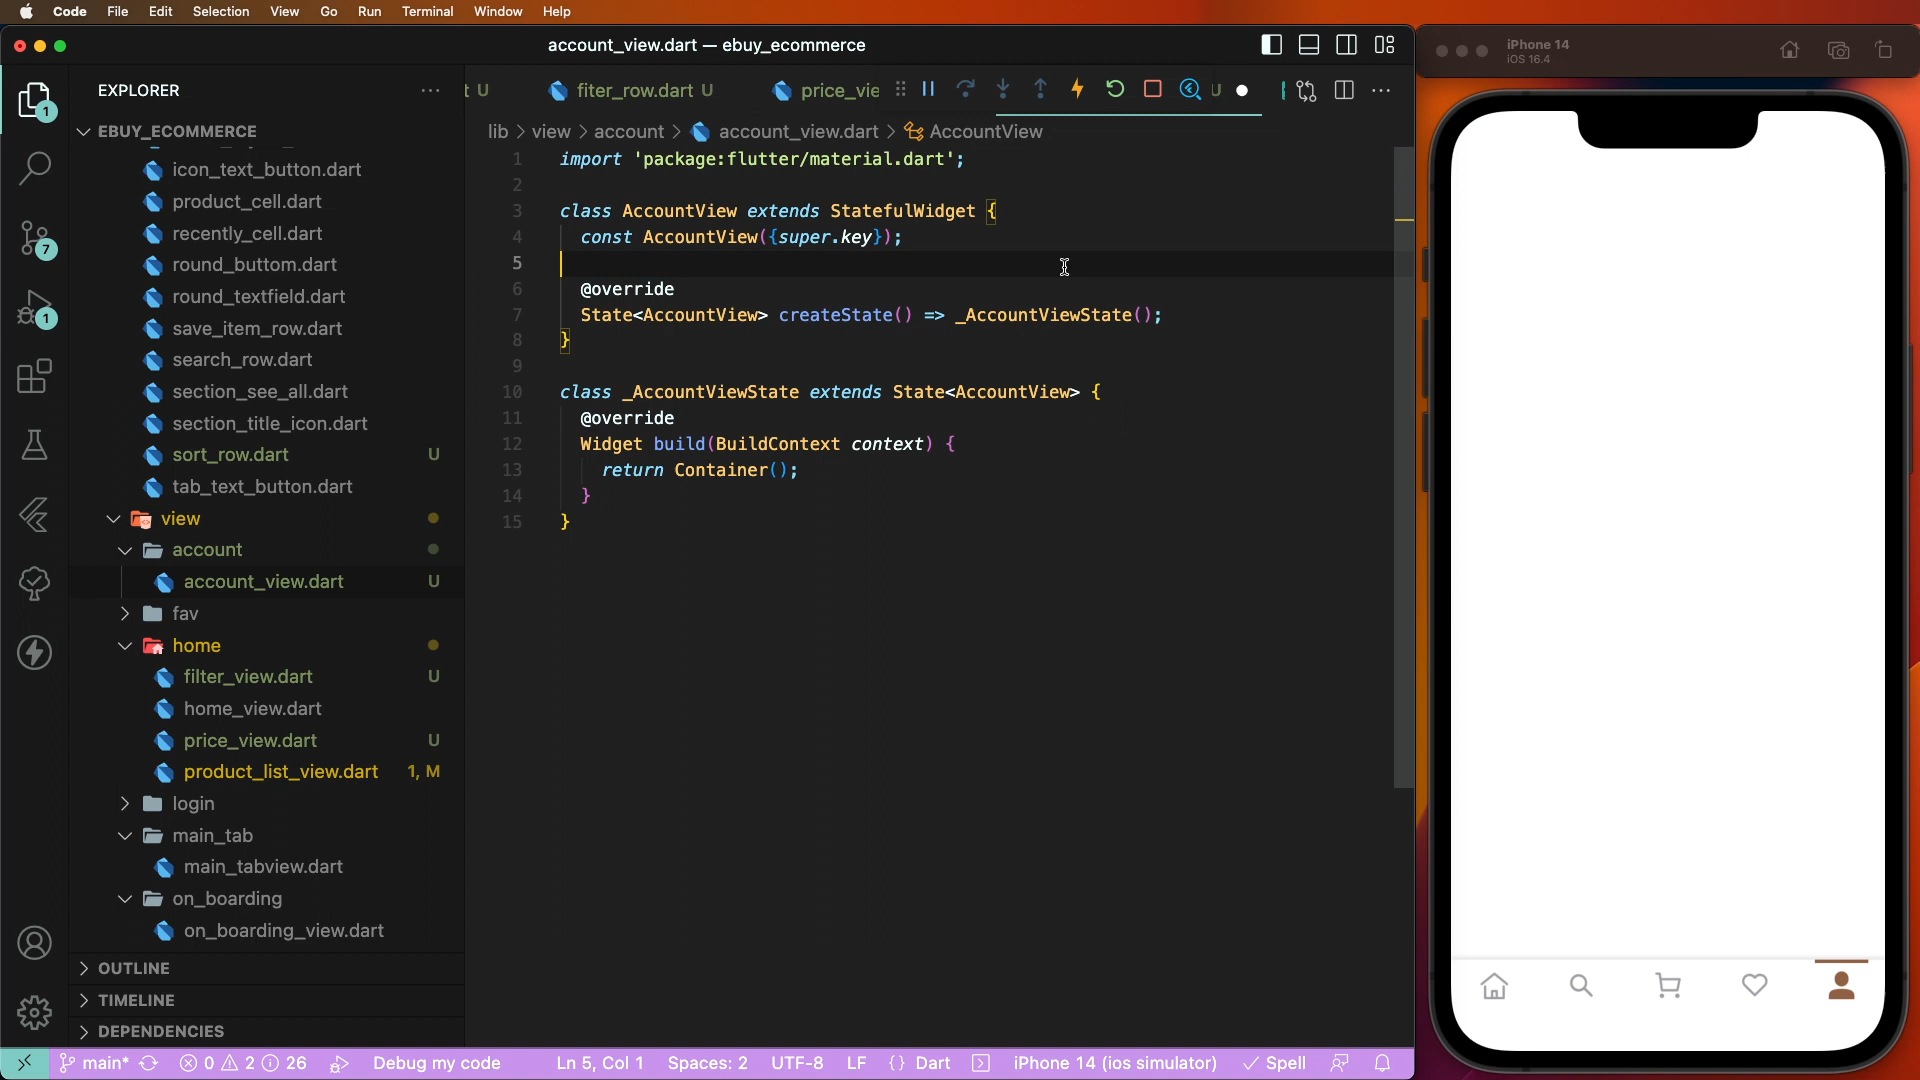 Code File Edit Selection View Go Run Terminal Window Help
account_view.dart — ebuy_ecommerce
iPhone 14
iOS 16.4
EXPLORER
t U
fiter_row.dart U
price_vie
U
EBUY_ECOMMERCE
lib > view > account > account_view.dart > AccountView
icon_text_button.dart
product_cell.dart
recently_cell.dart
round_buttom.dart
round_textfield.dart
save_item_row.dart
search_row.dart
section_see_all.dart
section_title_icon.dart
sort_row.dart U
tab_text_button.dart
view
account
account_view.dart U
fav
home
filter_view.dart U
home_view.dart
price_view.dart U
product_list_view.dart 1, M
login
main_tab
main_tabview.dart
on_boarding
on_boarding_view.dart
OUTLINE
TIMELINE
DEPENDENCIES
1
7
1
1 import 'package:flutter/material.dart';
2
3 class AccountView extends StatefulWidget {
4 const AccountView({super.key});
5
6 @override
7 State<AccountView> createState() => _AccountViewState();
8 }
9
10 class _AccountViewState extends State<AccountView> {
11 @override
12 Widget build(BuildContext context) {
13 return Container();
14 }
15 }
main* 0 2 26 Debug my code Ln 5, Col 1 Spaces: 2 UTF-8 LF {} Dart iPhone 14 (ios simulator) Spell